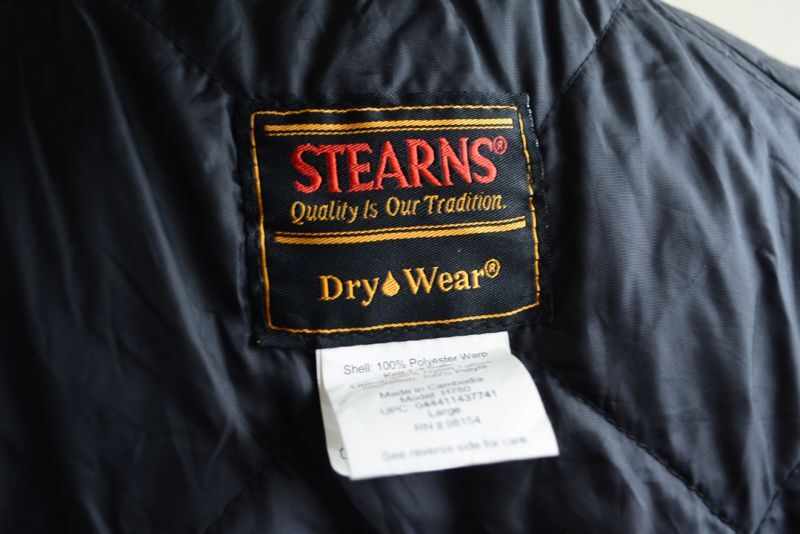 STEARNS®
Quality Is Our Tradition.
Dry Wear®
Shell: 100% Polyester Warp
100% 
Made in Cambodia
Model: H780
UPC: 044411437741
Large
RN # 98154
See reverse side for care